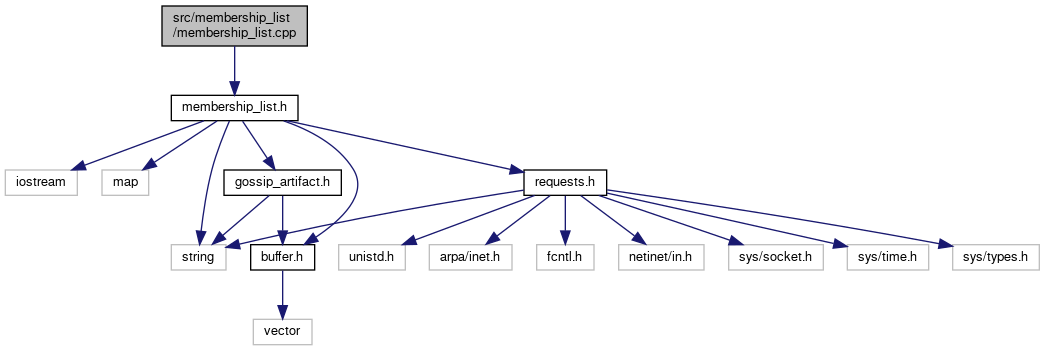 src/membership_list
/membership_list.cpp
membership_list.h
iostream
map
gossip_artifact.h
requests.h
string
buffer.h
unistd.h
arpa/inet.h
fcntl.h
netinet/in.h
sys/socket.h
sys/time.h
sys/types.h
vector